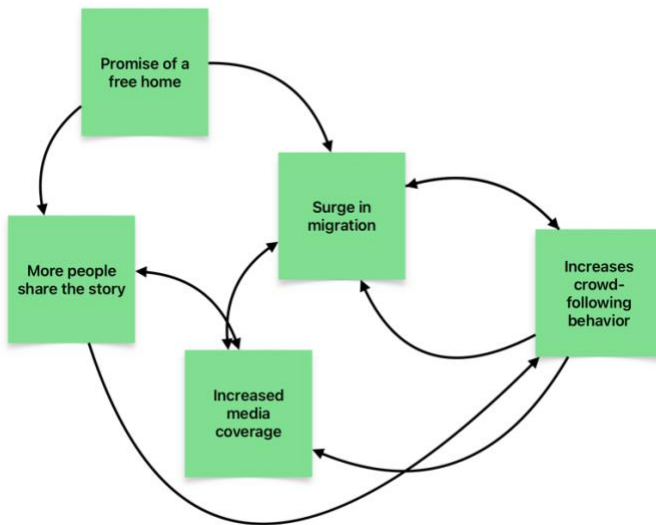 Promise of a
free home
Surge in
migration
More people
share the story
Increases
crowd-
following
behavior
Increased
media
coverage